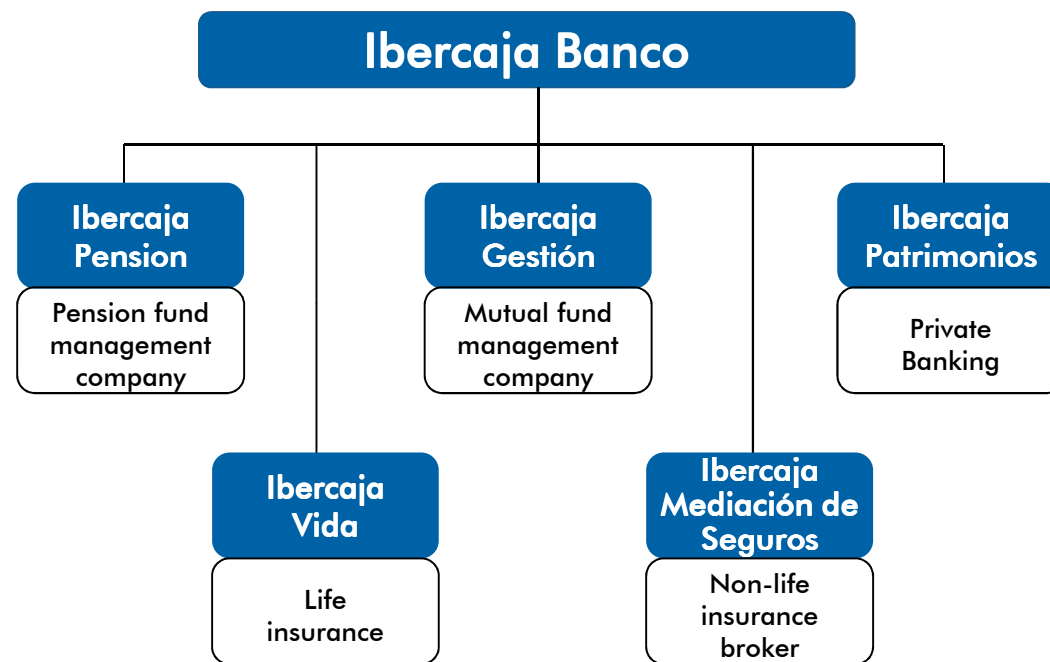 Ibercaja Banco
Ibercaja
Pension
Pension fund
management
company
Ibercaja
Gestión
Mutual fund
management
company
Ibercaja
Patrimonios
Private
Banking
Ibercaja
Vida
Life
insurance
Ibercaja
Mediación de
Seguros
Non-life
insurance
broker